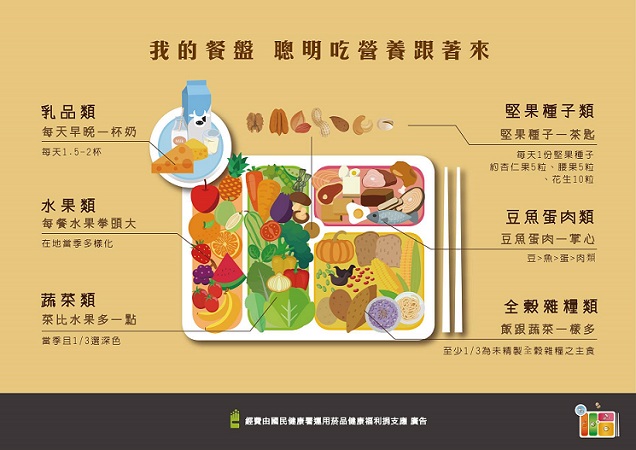 我的餐盤 聰明吃營養跟著來
乳品類
每天早晚一杯奶
每天1.5-2杯
水果類
每餐水果拳頭大
在地當季多樣化
蔬菜類
菜比水果多一點
當季且1/3選深色
堅果種子類
堅果種子一茶匙
每天1份堅果種子
約杏仁果5粒、腰果5粒
、花生10粒
豆魚蛋肉類
豆魚蛋肉一掌心
豆>魚>蛋>肉類
全穀雜糧類
飯跟蔬菜一樣多
至少1/3為未精製全穀雜糧之主食
經費由國民健康署運用菸品健康福利捐支應 廣告